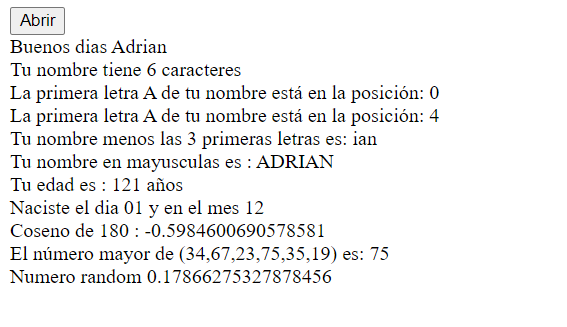 Abrir
Buenos dias Adrian
Tu nombre tiene 6 caracteres
La primera letra A de tu nombre está en la posición: 0
La primera letra A de tu nombre está en la posición: 4
Tu nombre menos las 3 primeras letras es: ian
Tu nombre en mayusculas es : ADRIAN
Tu edad es : 121 años
Naciste el dia 01 y en el mes 12
Coseno de 180 : -0.5984600690578581
El número mayor de (34,67,23,75,35,19) es: 75
Numero random 0.17866275327878456